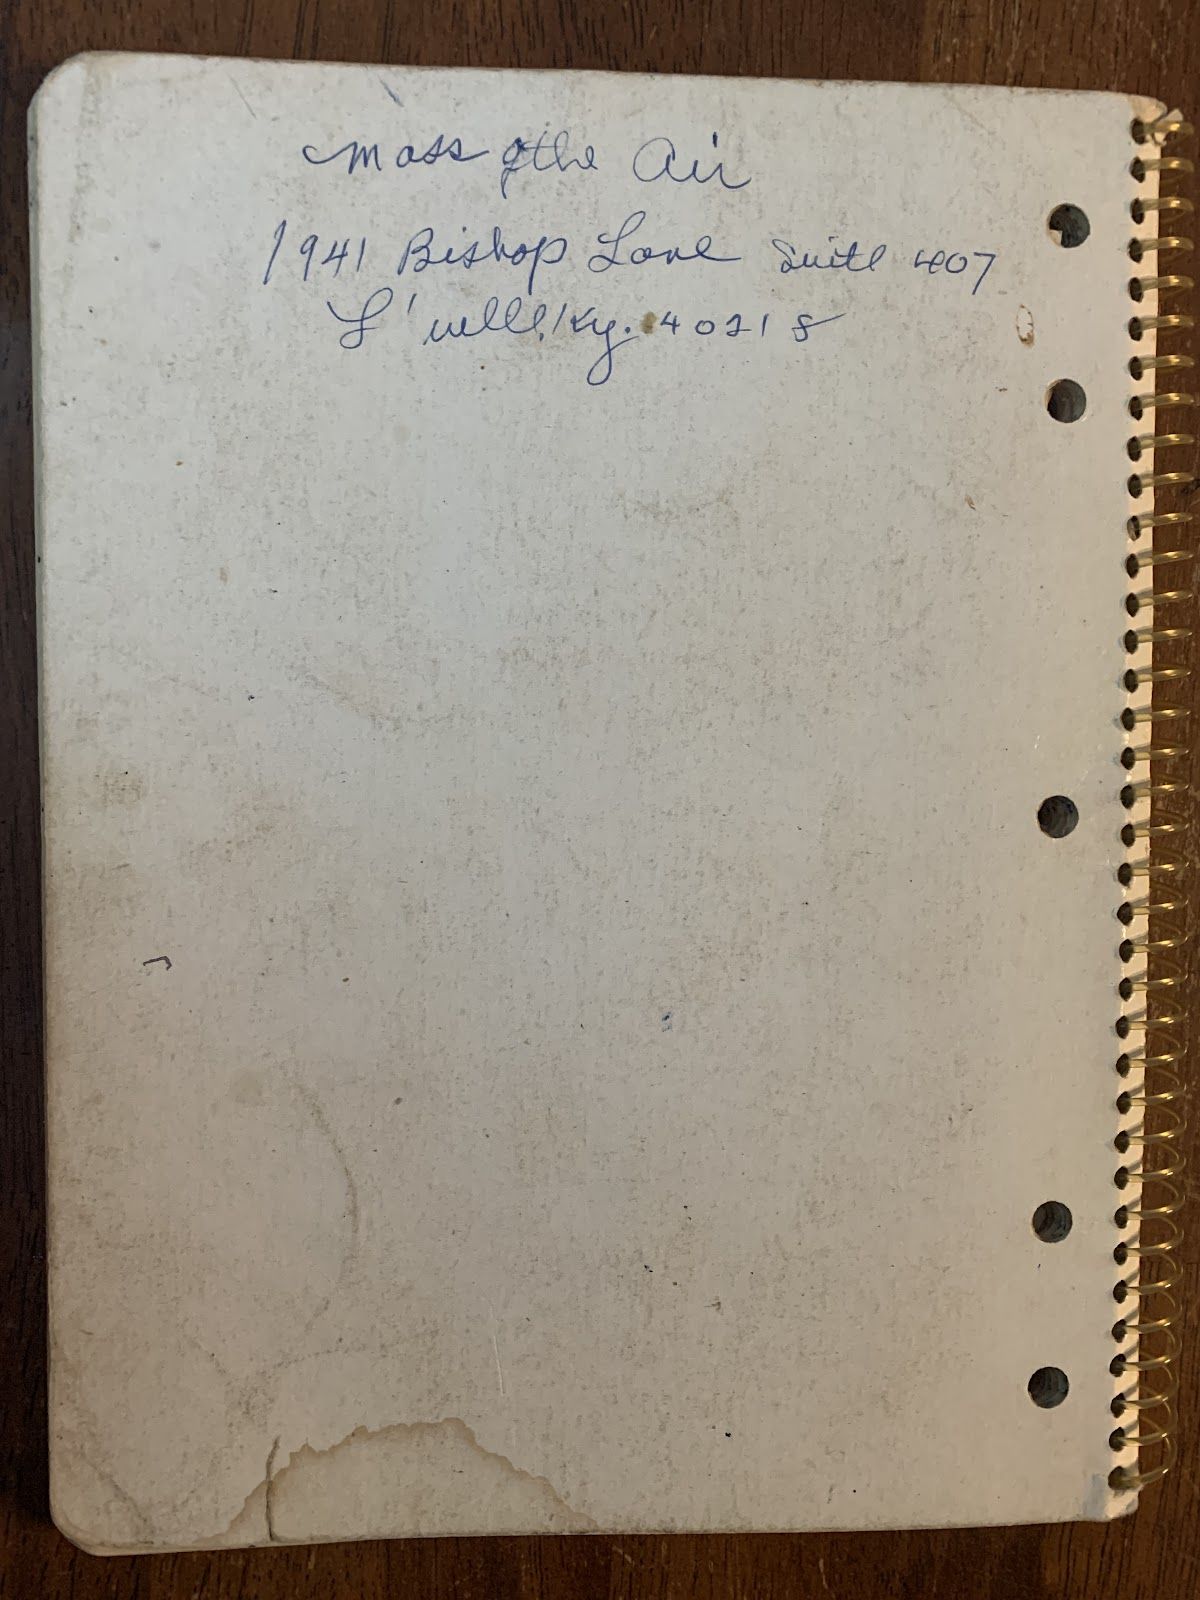 Mass of the Air
1941 Bishop Lane Suite 407
L'ville, Ky. 40218